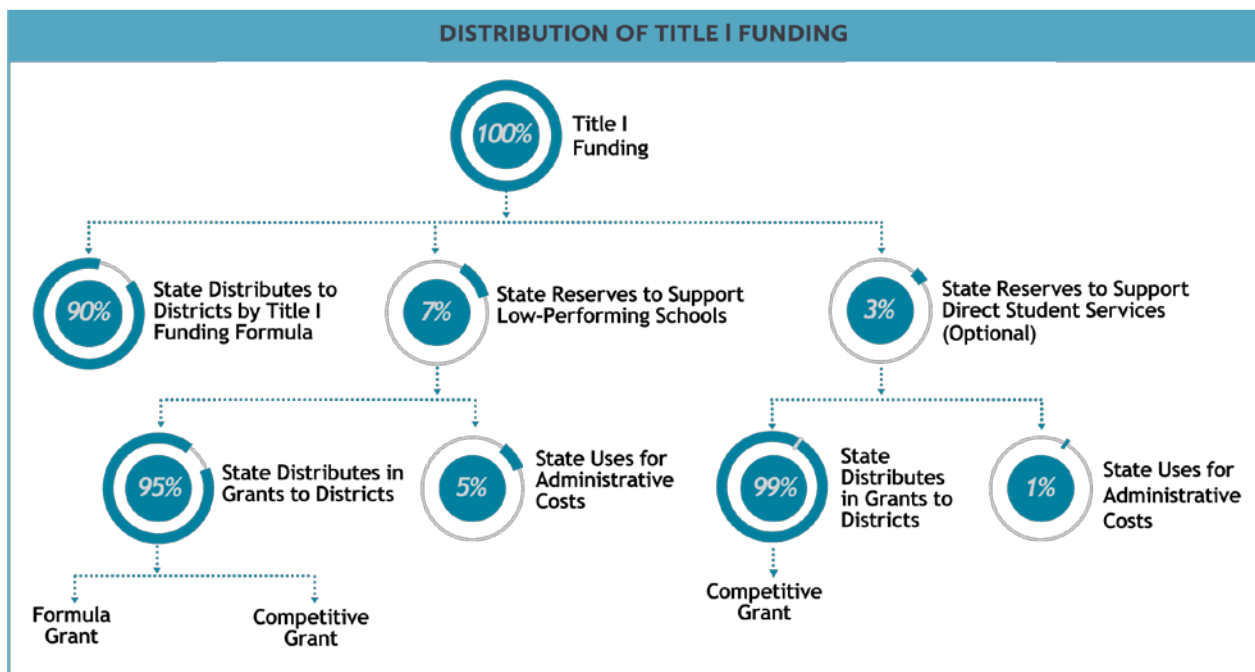 DISTRIBUTION OF TITLE I FUNDING
100%
Title I
Funding
90%
State Distributes to
Districts by Title I
Funding Formula
7%
State Reserves to Support
Low-Performing Schools
3%
State Reserves to Support
Direct Student Services
(Optional)
95%
State Distributes in
Grants to Districts
5%
State Uses for
Administrative
Costs
99%
State
Distributes
in Grants to
Districts
1%
State Uses for
Administrative
Costs
Formula
Grant
Competitive
Grant
Competitive
Grant